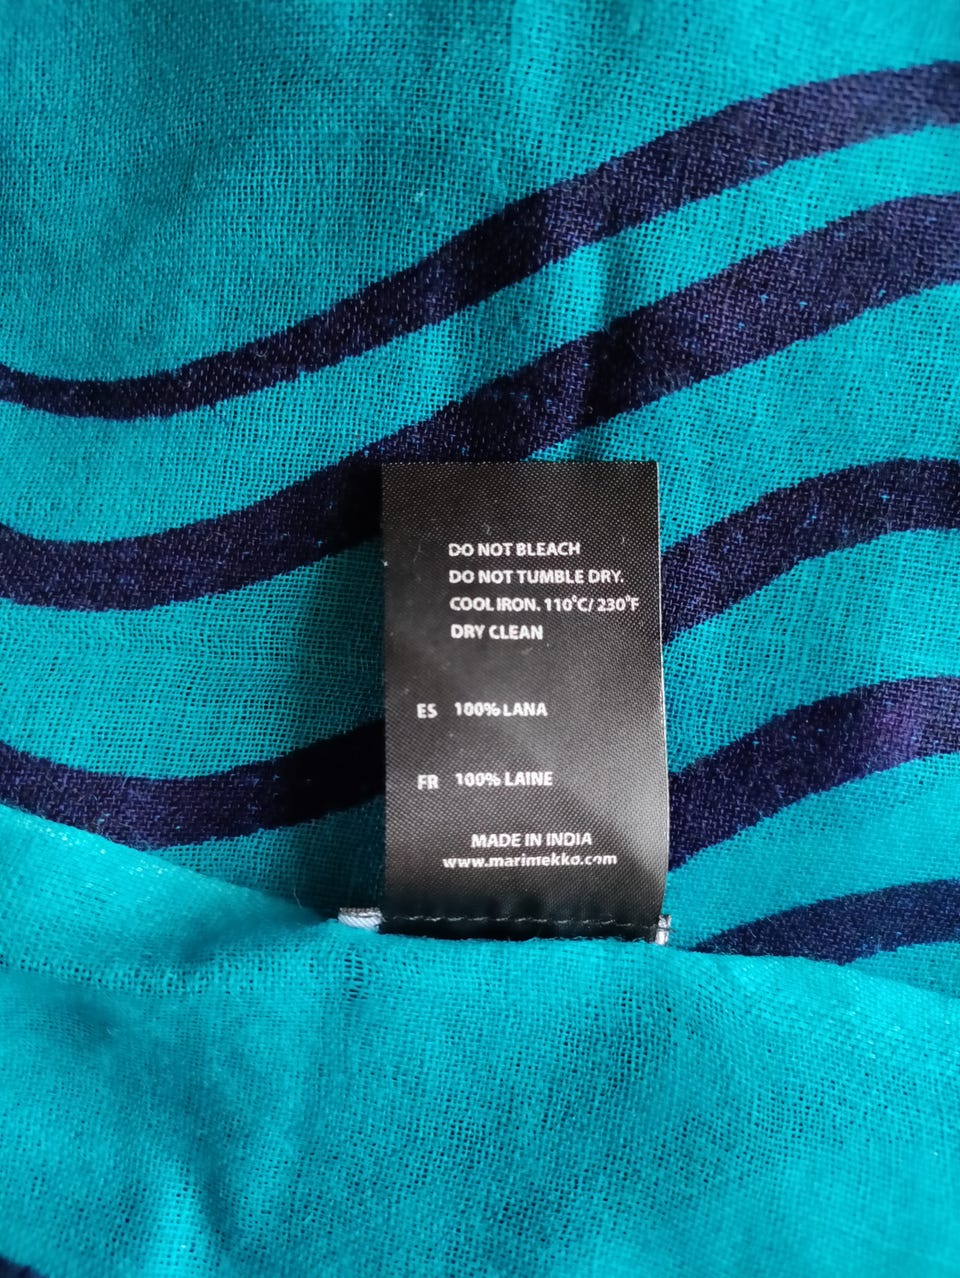 DO NOT BLEACH
DO NOT TUMBLE DRY.
COOL IRON. 110°C/ 230°F
DRY CLEAN
ES 100% LANA
FR 100% LAINE
MADE IN INDIA
www.marimekko.com